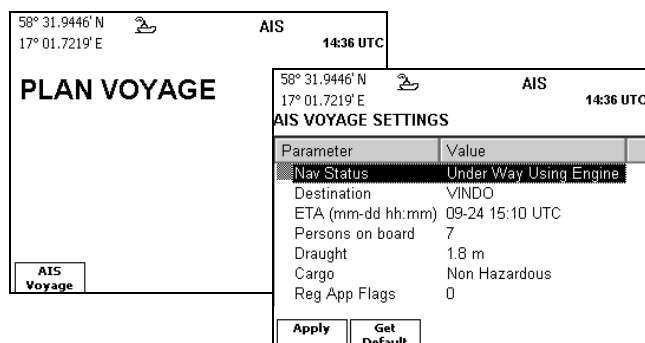 58° 31.9446' N
AIS
17° 01.7219' E
14:36 UTC
PLAN VOYAGE
AIS
Voyage
58° 31.9446' N
AIS
17° 01.7219' E
14:36 UTC
AIS VOYAGE SETTINGS
Parameter Value
Nav Status Under Way Using Engine
Destination VINDO
ETA (mm-dd hh:mm) 09-24 15:10 UTC
Persons on board 7
Draught 1.8 m
Cargo Non Hazardous
Reg App Flags 0
Apply Get
Default